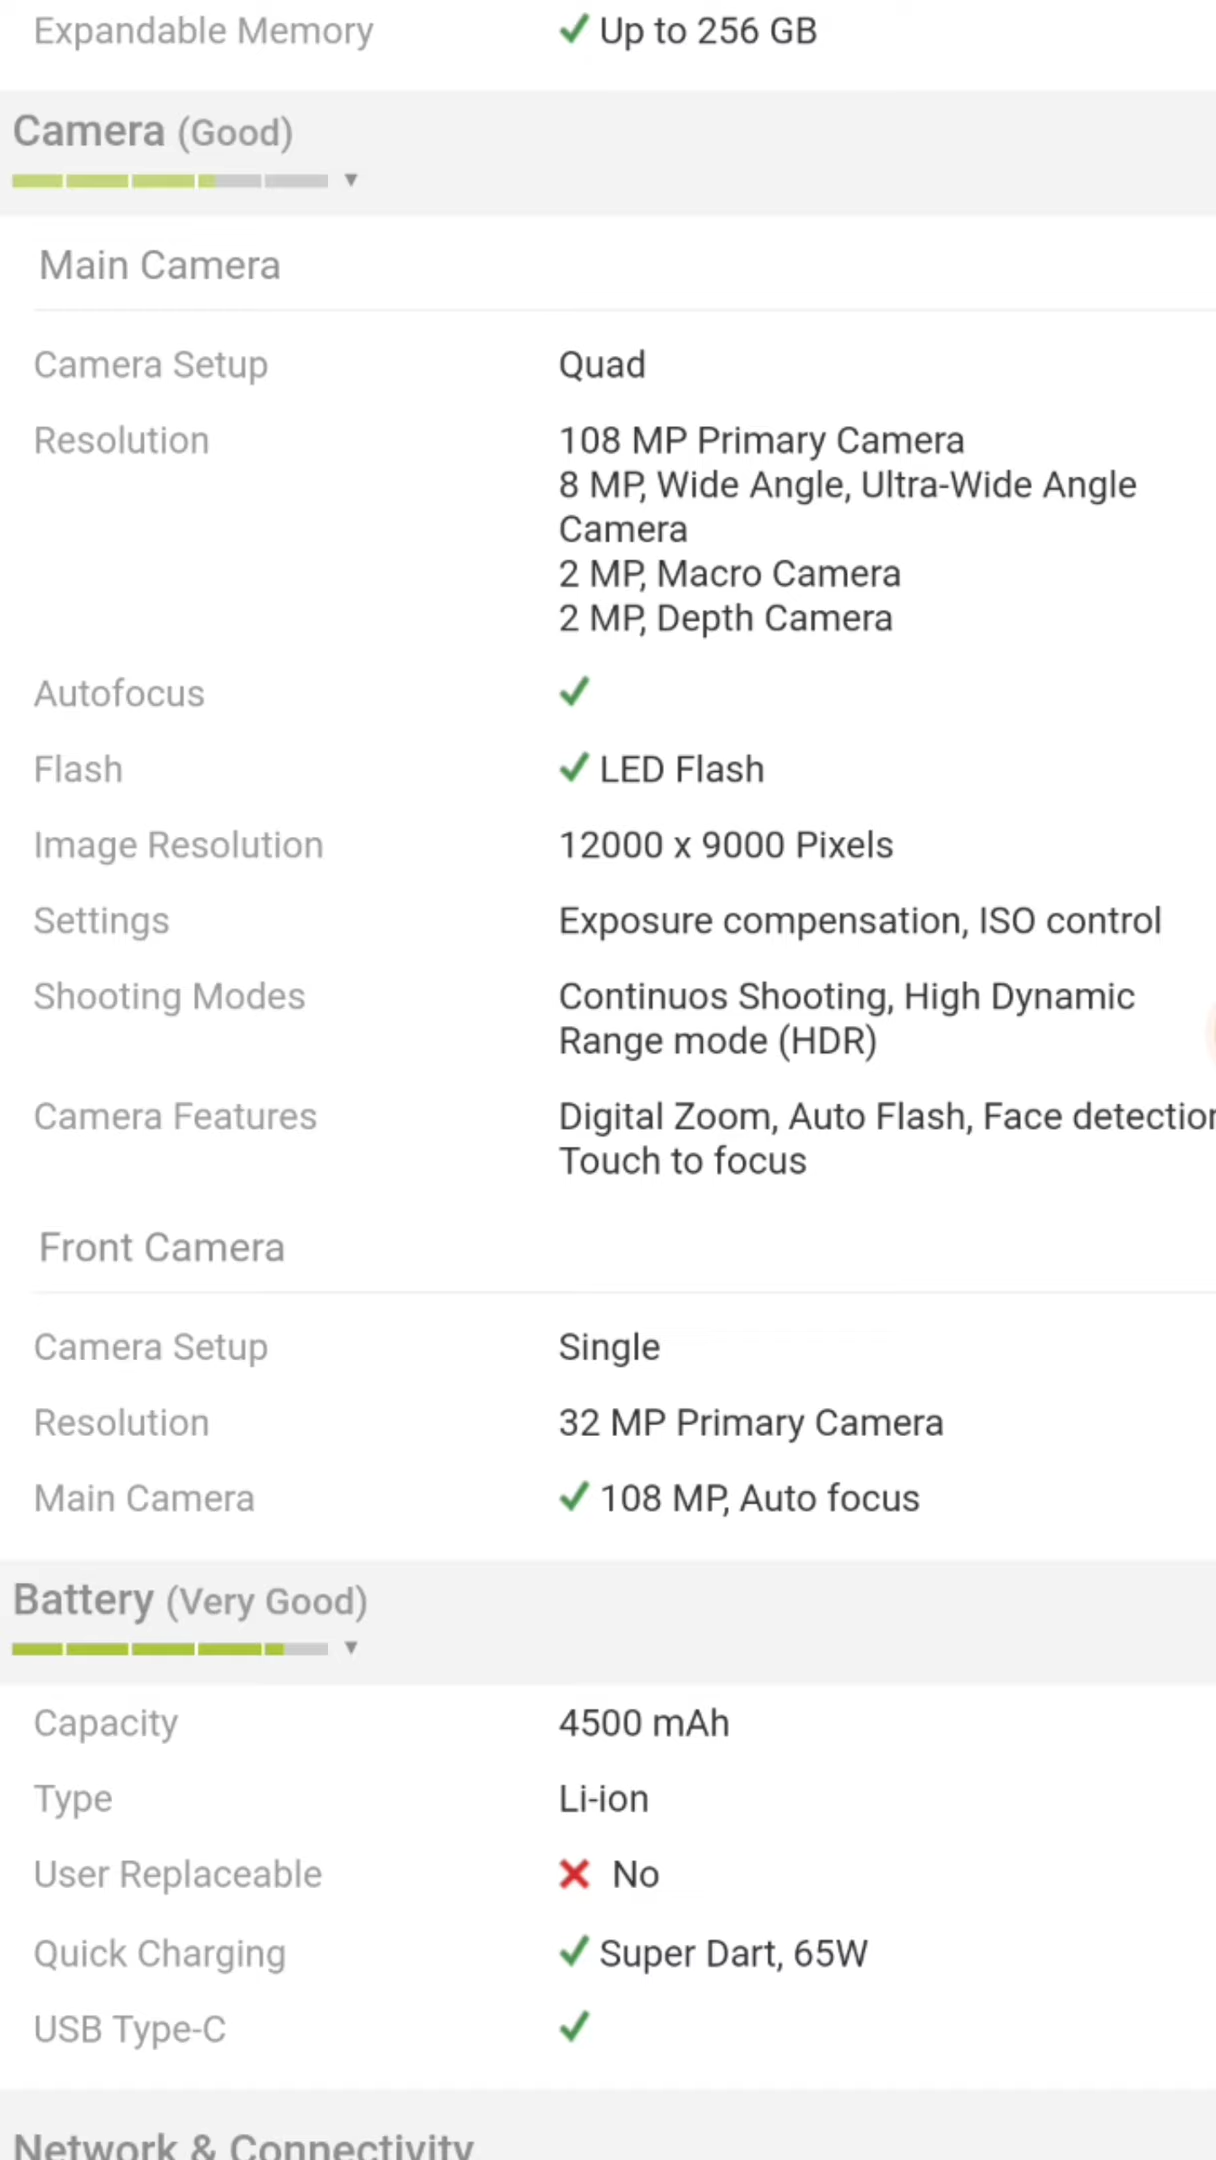 Expandable Memory Up to 256 GB
Camera (Good)
Main Camera
Camera Setup Quad
Resolution 108 MP Primary Camera
8 MP, Wide Angle, Ultra-Wide Angle
Camera
2 MP, Macro Camera
2 MP, Depth Camera
Autofocus
Flash LED Flash
Image Resolution 12000 x 9000 Pixels
Settings Exposure compensation, ISO control
Shooting Modes Continuos Shooting, High Dynamic
Range mode (HDR)
Camera Features Digital Zoom, Auto Flash, Face detection
Touch to focus
Front Camera
Camera Setup Single
Resolution 32 MP Primary Camera
Main Camera 108 MP, Auto focus
Battery (Very Good)
Capacity 4500 mAh
Type Li-ion
User Replaceable No
Quick Charging Super Dart, 65W
USB Type-C
Network & Connectivity